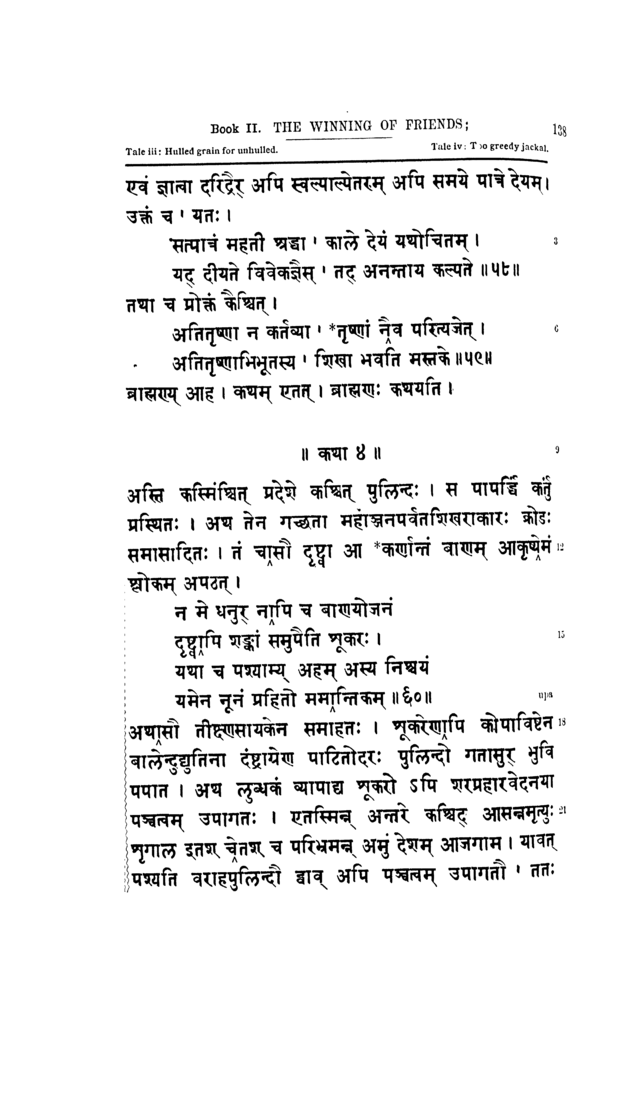 Book II. THE WINNING OF FRIENDS; 138
Tale iii: Hulled grain for unhulled. Tale iv: Too greedy jackal.
एवं ज्ञात्वा दरिद्रैर् अपि स्वल्पाल्पेतरम् अपि समये पात्रे देयम्।
उक्तं च ' यतः ।
सत्पात्रं महती श्रद्धा ' काले देयं यथोचितम् । 3
यद् दीयते विवेकज्ञैस् ' तद् अनन्ताय कल्पते ॥५८॥
तथा च प्रोक्तं कैश्चित् ।
अतितृष्णा न कर्तव्या ' *तृष्णां नैव परित्यजेत् । 6
अतितृष्णाभिभूतस्य ' शिखा भवति मस्तके ॥५९॥
ब्राह्मण्य् आह । कथम् एतत् । ब्राह्मणः कथयति ।
॥ कथा ४ ॥ 9
अस्ति कस्मिंश्चित् प्रदेशे कश्चित् पुलिन्दः । स पापर्द्धिं कर्तुं
प्रस्थितः । अथ तेन गच्छता महाञ्जनपर्वतशिखराकारः क्रोडः
समासादितः । तं चासौ दृष्ट्वा आ *कर्णान्तं बाणम् आकृष्येमं 12
श्लोकम् अपठत् ।
न मे धनुर् नापि च बाणयोजनं
दृष्ट्वापि शङ्कां समुपैति शूकरः । 15
यथा च पश्याम्य् अहम् अस्य निश्चयं
यमेन नूनं प्रहितो ममान्तिकम् ॥६०॥ upa
अथासौ तीक्ष्णसायकेन समाहतः । शूकरेणापि कोपाविष्टेन 18
बालेन्दुद्युतिना दंष्ट्राग्रेण पाटितोदरः पुलिन्दो गतासुर् भुवि
पपात । अथ लुब्धकं व्यापाद्य शूकरो ऽपि शरप्रहारवेदनया
पञ्चत्वम् उपागतः । एतस्मिन्न् अन्तरे कश्चिद् आसन्नमृत्युः 21
शृगाल इतश् चेतश् च परिभ्रमन्न् अमुं देशम् आजगाम । यावत्
पश्यति वराहपुलिन्दौ द्वाव् अपि पञ्चत्वम् उपागतौ ' ततः